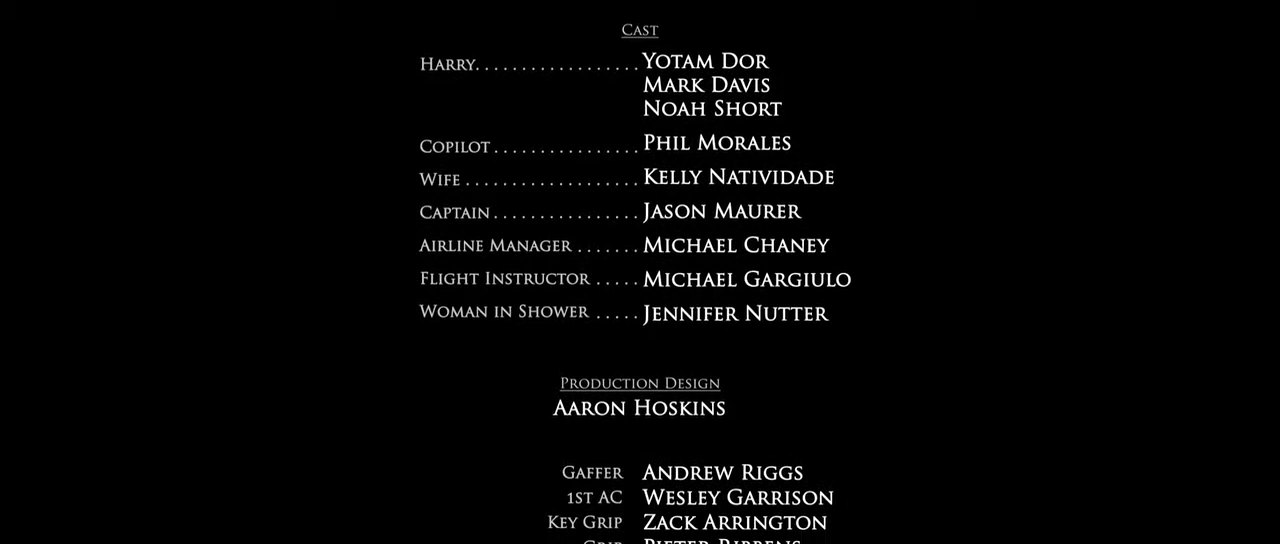 CAST
HARRY.................. YOTAM DOR
MARK DAVIS
NOAH SHORT
COPILOT................ PHIL MORALES
WIFE................... KELLY NATIVIDADE
CAPTAIN................ JASON MAURER
AIRLINE MANAGER....... MICHAEL CHANEY
FLIGHT INSTRUCTOR..... MICHAEL GARGIULO
WOMAN IN SHOWER..... JENNIFER NUTTER
PRODUCTION DESIGN
AARON HOSKINS
GAFFER ANDREW RIGGS
1ST AC WESLEY GARRISON
KEY GRIP ZACK ARRINGTON
GRIP